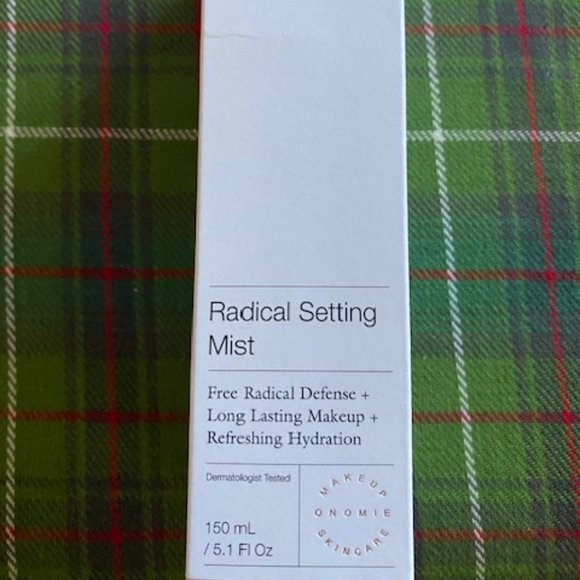 Radical Setting
Mist
Free Radical Defense +
Long Lasting Makeup +
Refreshing Hydration
Dermatologist Tested
150 mL
/ 5.1 Fl Oz
MAKEUP
ONOMIE
SKINCARE